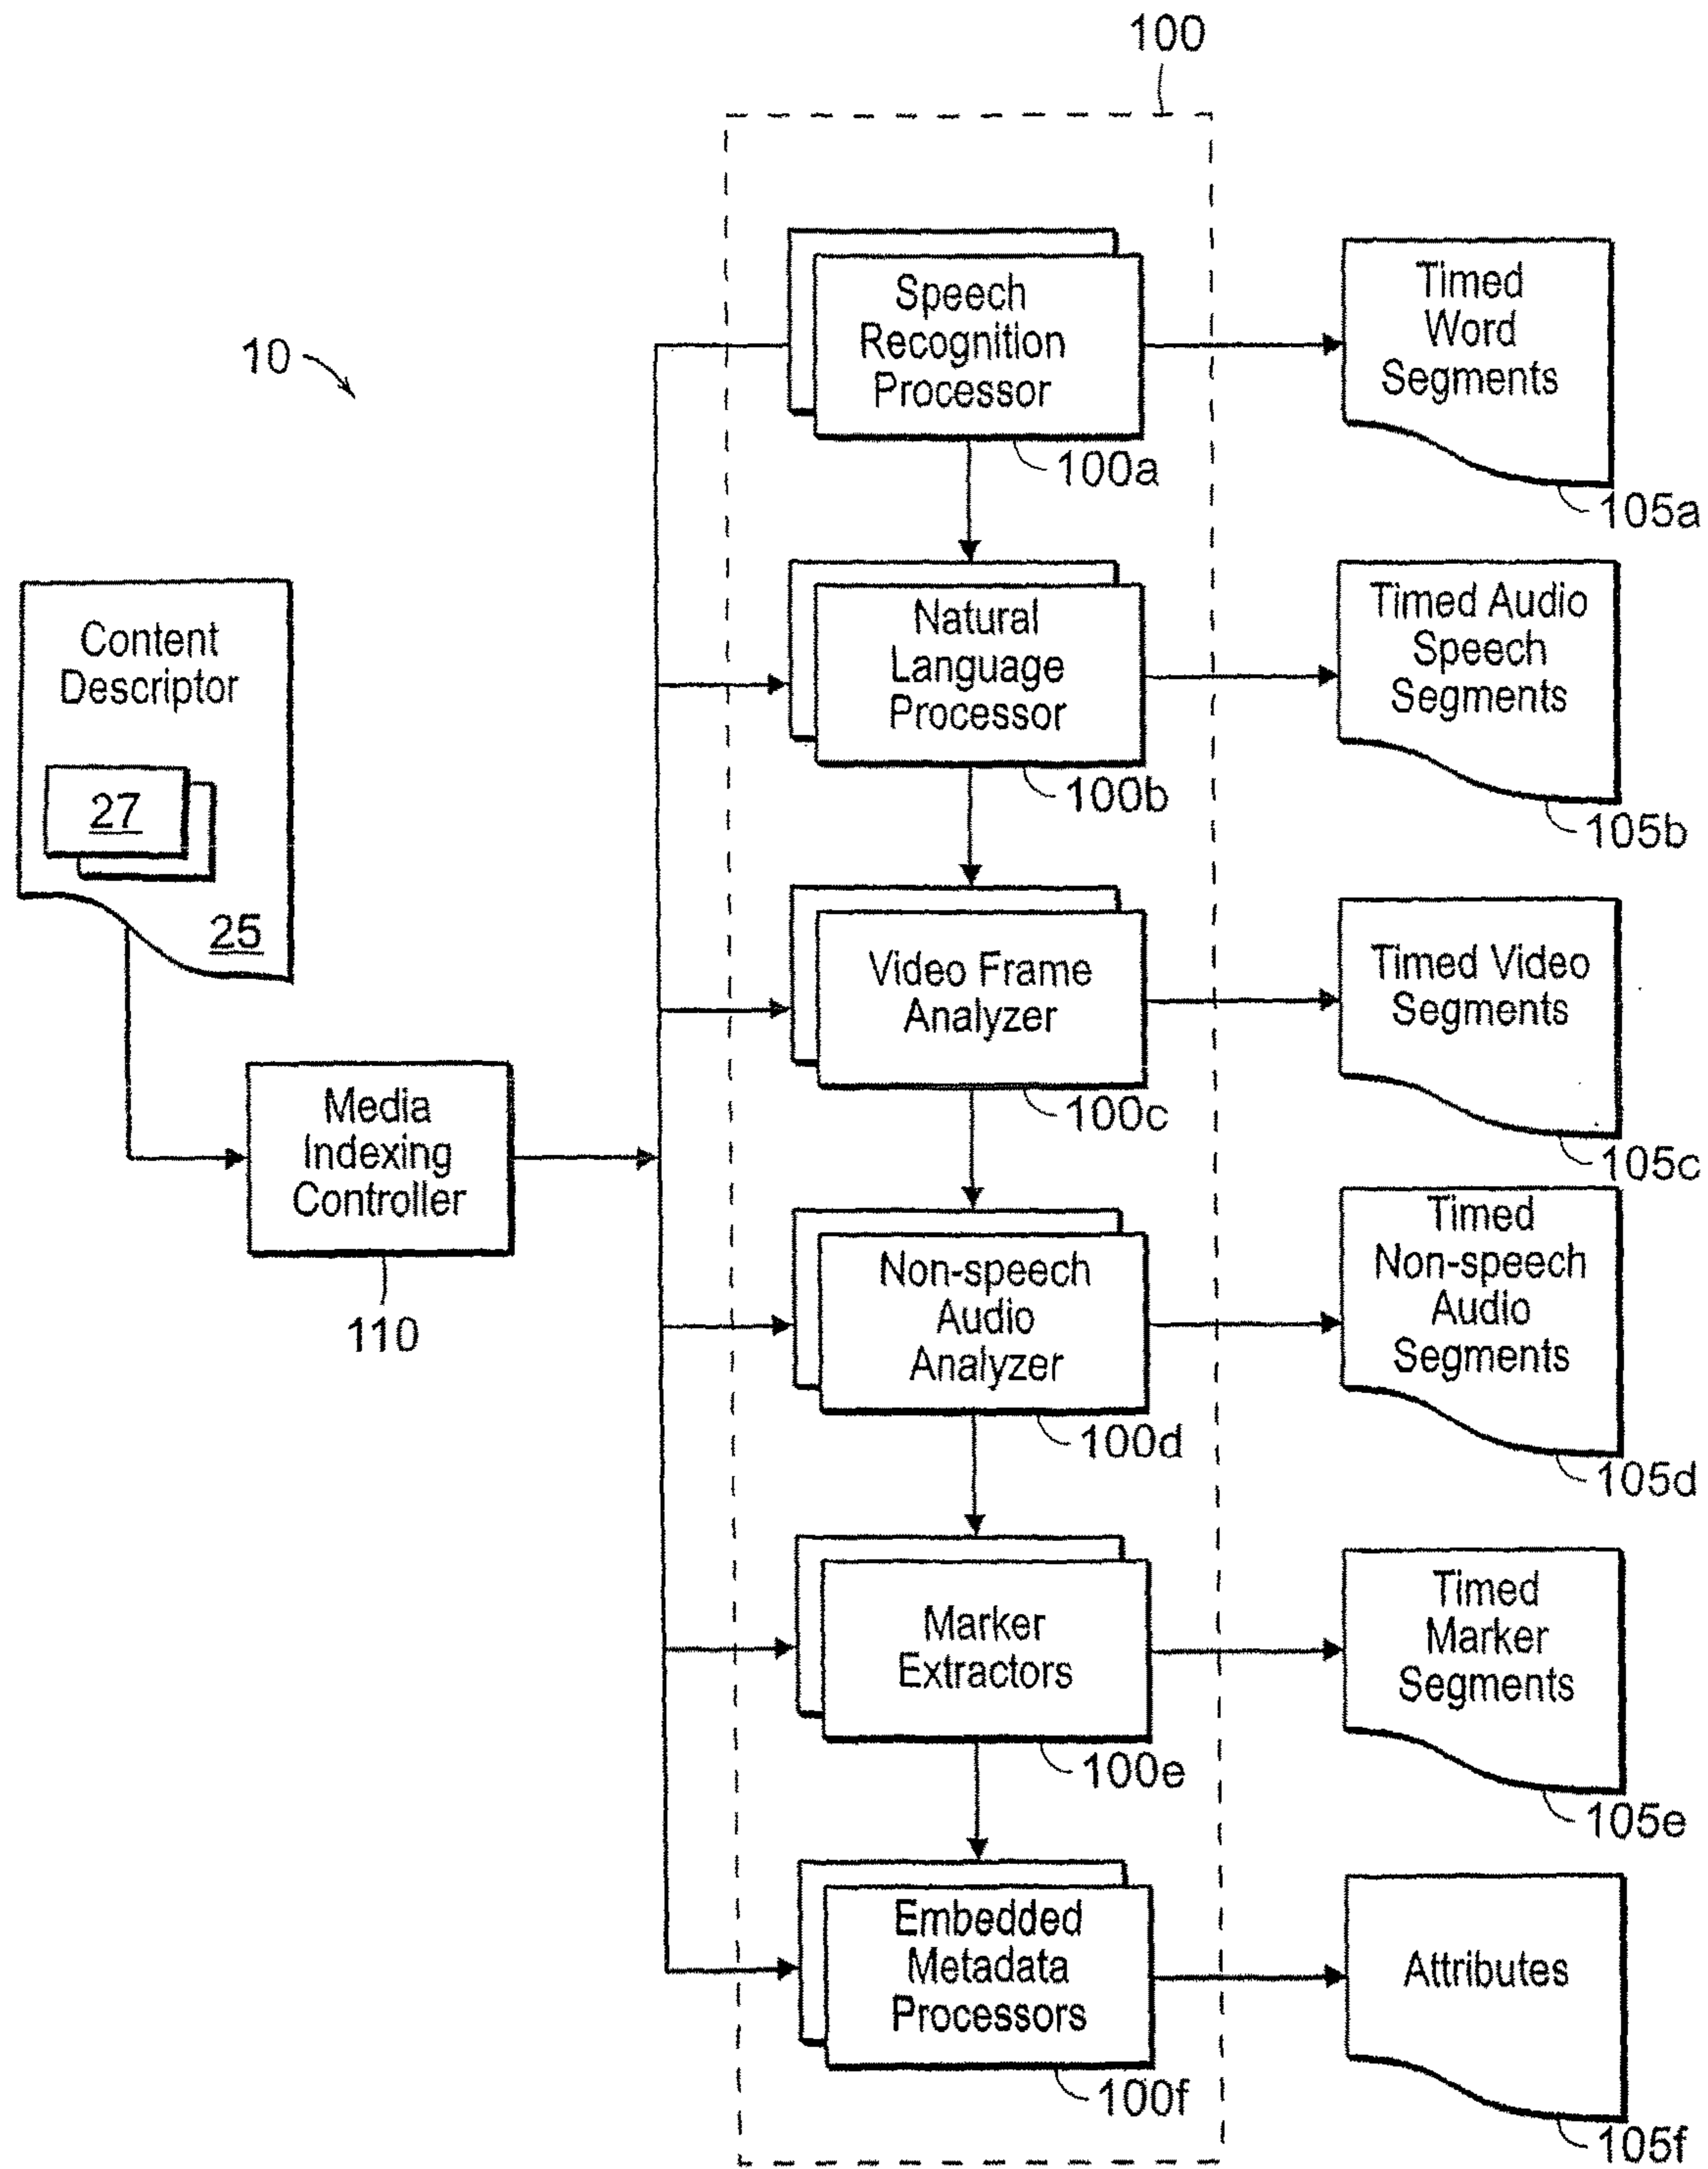 100
10
Speech
Recognition
Processor
100a
Timed
Word
Segments
105a
Content
Descriptor
27
25
Natural
Language
Processor
100b
Timed Audio
Speech
Segments
105b
Video Frame
Analyzer
100c
Timed Video
Segments
105c
Media
Indexing
Controller
110
Non-speech
Audio
Analyzer
100d
Timed
Non-speech
Audio
Segments
105d
Marker
Extractors
100e
Timed
Marker
Segments
105e
Embedded
Metadata
Processors
100f
Attributes
105f